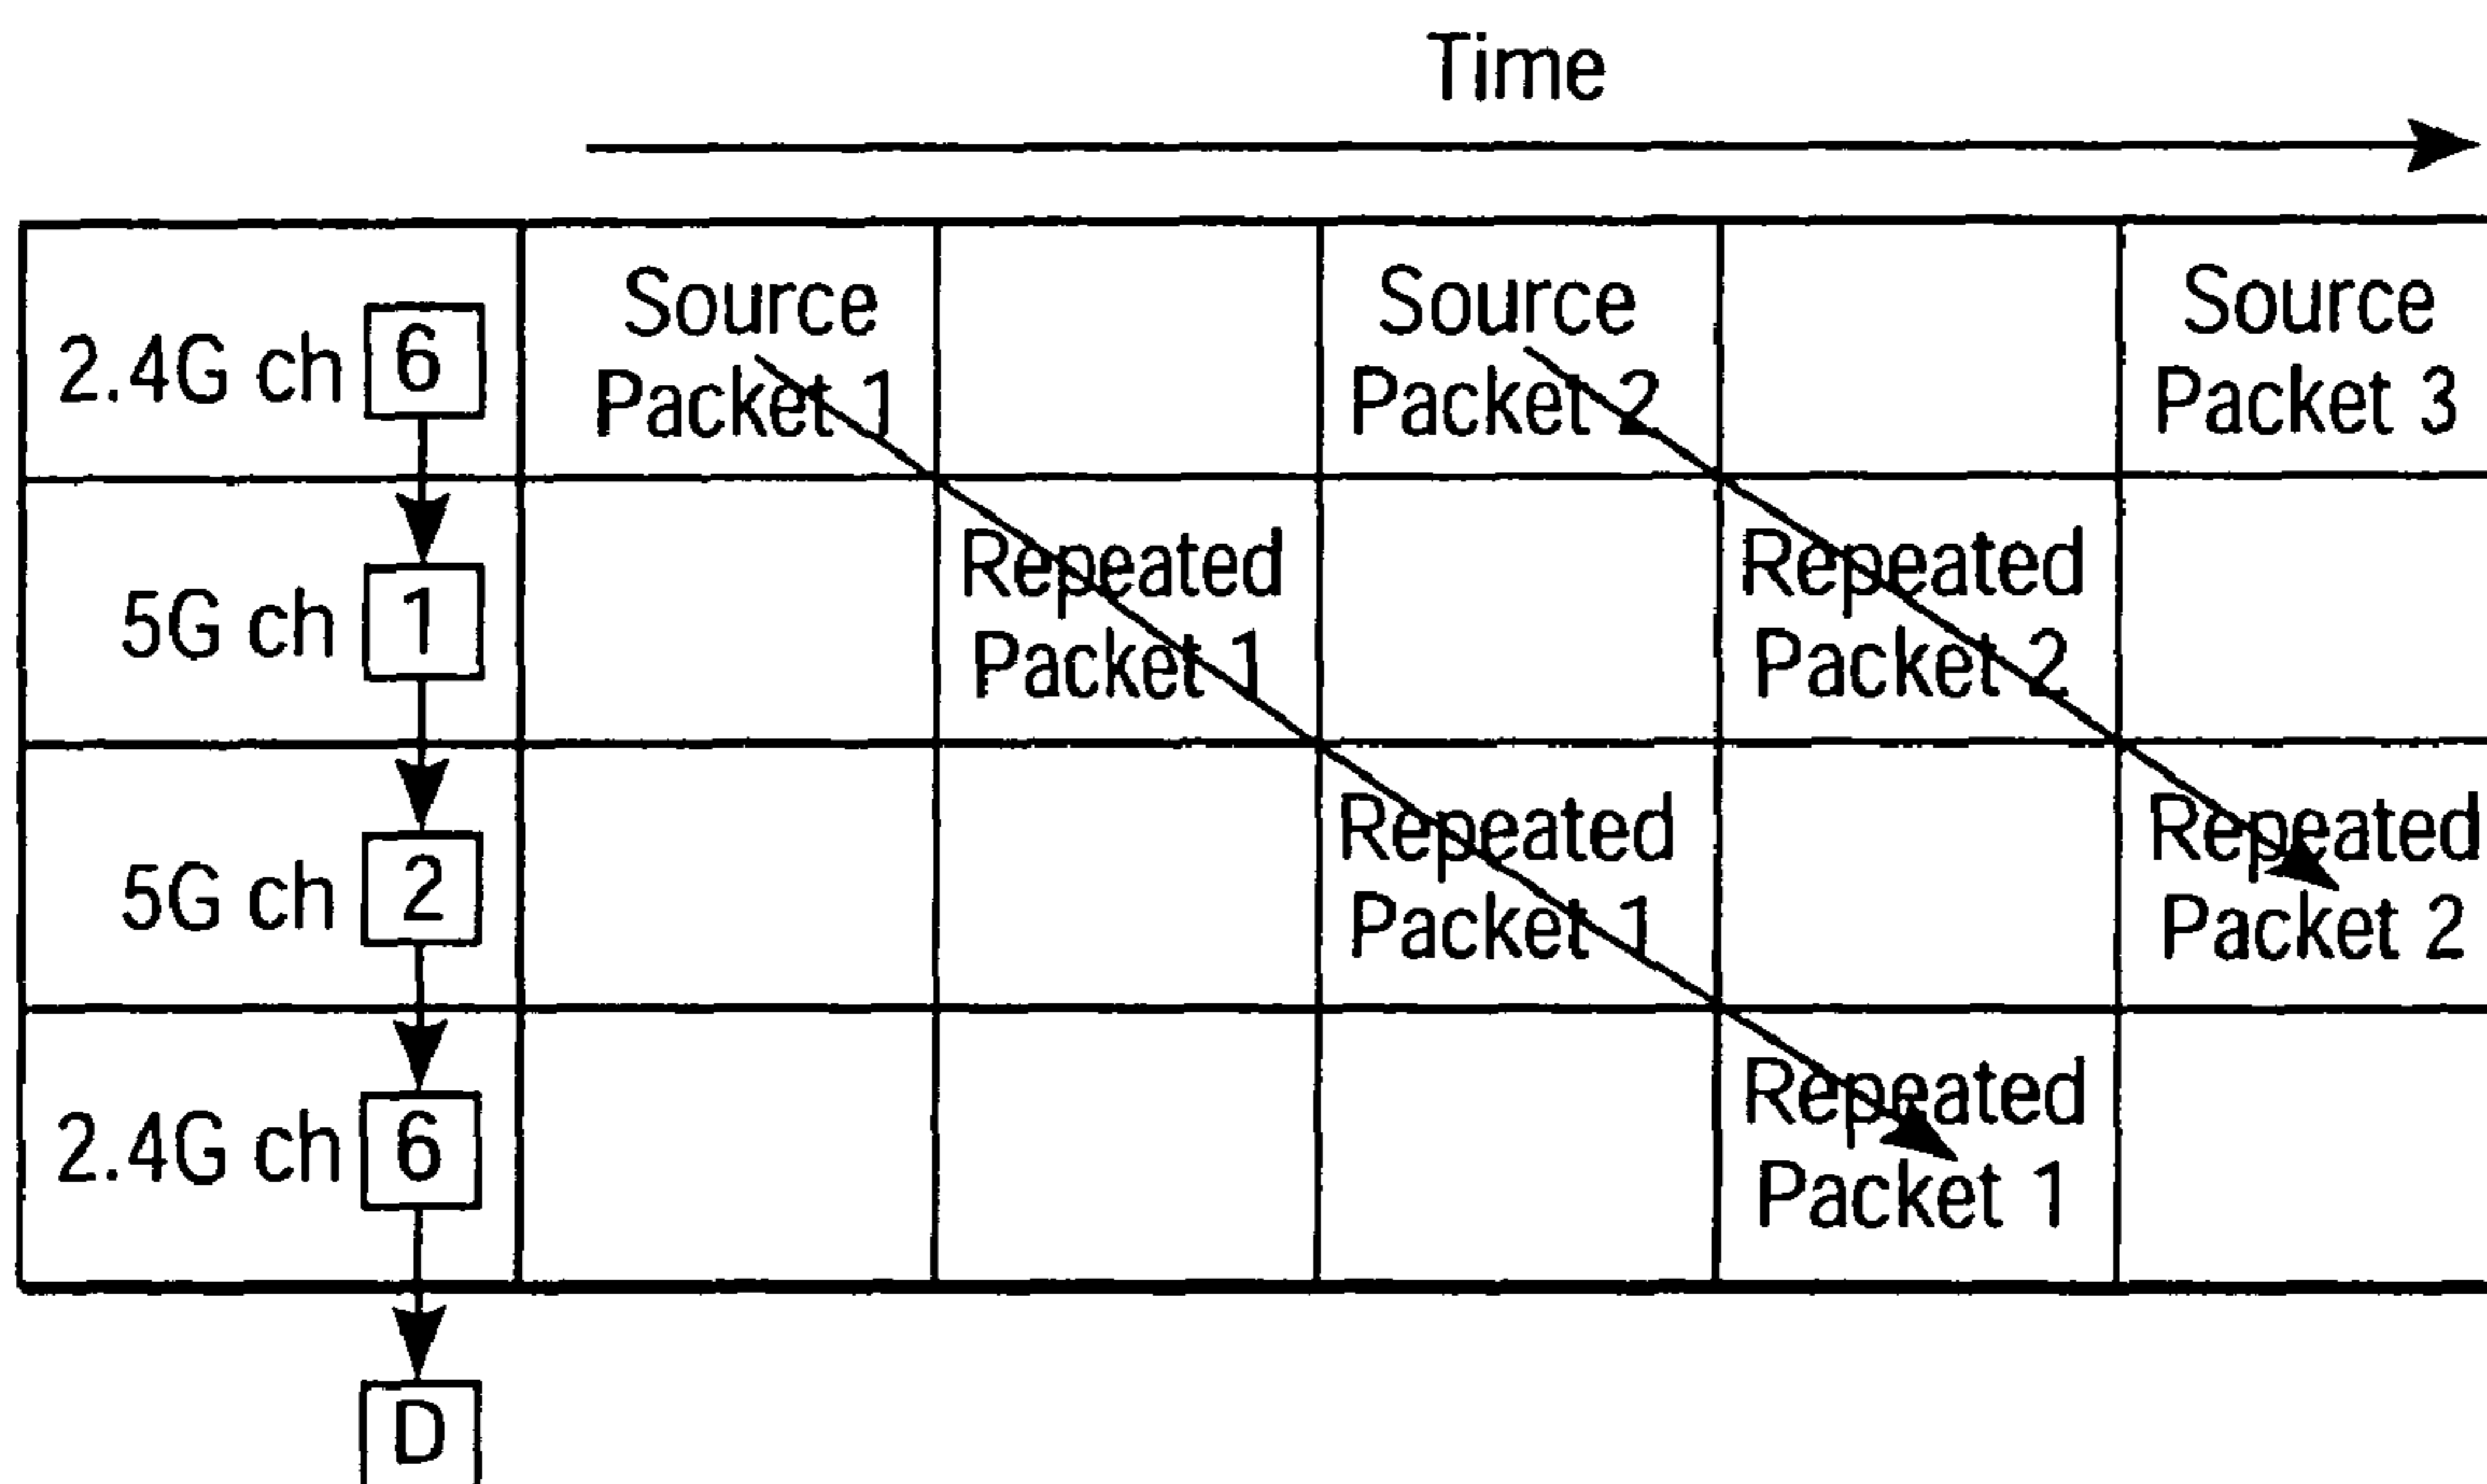 Time
2.4G ch 6
Source
Packet 1
Source
Packet 2
Source
Packet 3
5G ch 1
Repeated
Packet 1
Repeated
Packet 2
5G ch 2
Repeated
Packet 1
Repeated
Packet 2
2.4G ch 6
Repeated
Packet 1
D